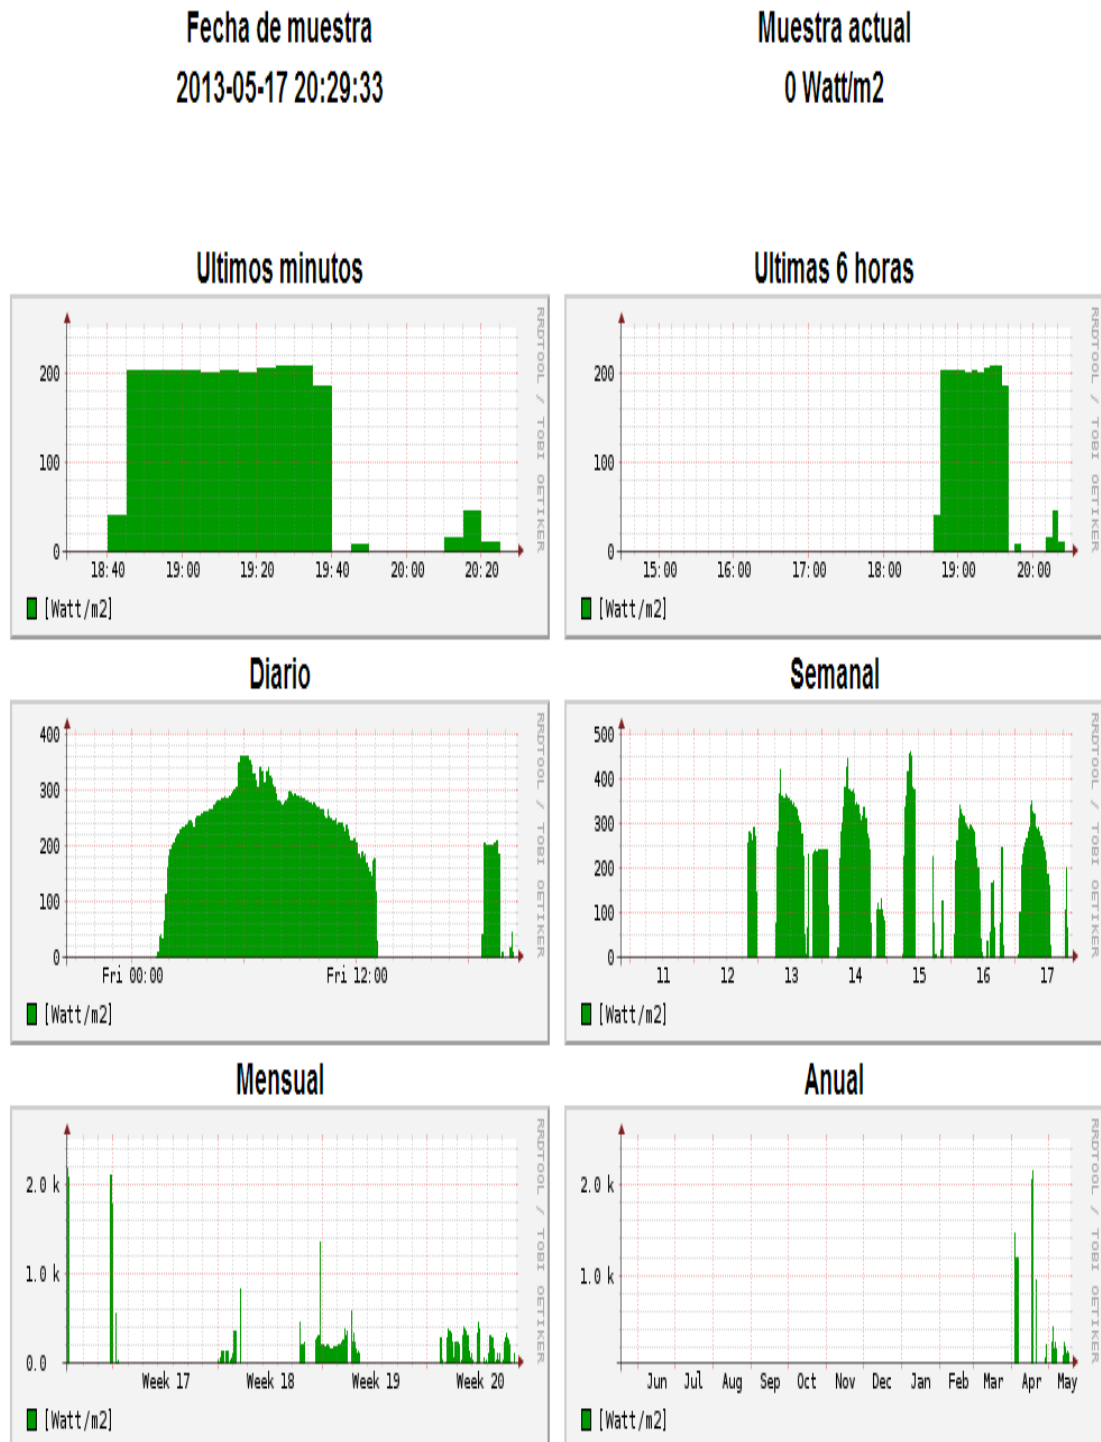 Fecha de muestra
2013-05-17 20:29:33
Muestra actual
0 Watt/m2
Ultimos minutos
200
100
0
18:40 19:00 19:20 19:40 20:00 20:20
[Watt/m2]
RRDTOOL / TOBI OETIKER
Ultimas 6 horas
200
100
0
15:00 16:00 17:00 18:00 19:00 20:00
[Watt/m2]
RRDTOOL / TOBI OETIKER
Diario
400
300
200
100
0
Fri 00:00 Fri 12:00
[Watt/m2]
RRDTOOL / TOBI OETIKER
Semanal
500
400
300
200
100
0
11 12 13 14 15 16 17
[Watt/m2]
RRDTOOL / TOBI OETIKER
Mensual
2.0 k
1.0 k
0.0
Week 17 Week 18 Week 19 Week 20
[Watt/m2]
RRDTOOL / TOBI OETIKER
Anual
2.0 k
1.0 k
Jun Jul Aug Sep Oct Nov Dec Jan Feb Mar Apr May
[Watt/m2]
RRDTOOL / TOBI OETIKER